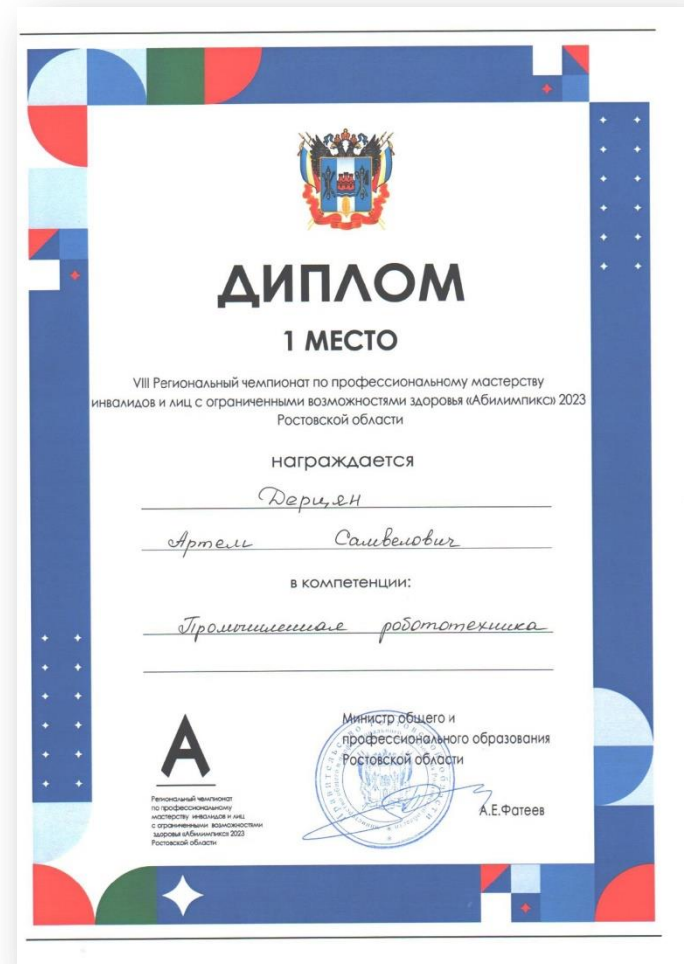 ДИПЛОМ
1 МЕСТО
VIII Региональный чемпионат по профессиональному мастерству
инвалидов и лиц с ограниченными возможностями здоровья «Абилимпикс» 2023
Ростовской области
награждается
Дерцян
Артем Самвелович
в компетенции:
Промышленная робототехника
Министр общего и
профессионального образования
Ростовской области
А.Е.Фатеев
А
Региональный чемпионат
по профессиональному
мастерству инвалидов и лиц
с ограниченными возможностями
здоровья «Абилимпикс» 2023
Ростовской области